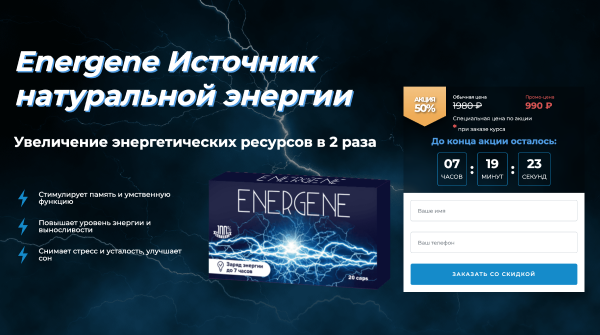 Energene Источник
натуральной энергии
Увеличение энергетических ресурсов в 2 раза
Стимулирует память и умственную
функцию
Повышает уровень энергии и
выносливости
Снимает стресс и усталость, улучшает
сон
ENERGENE
ENERGENE
100%
Заряд энергии
до 7 часов
20 caps
АКЦИЯ
50%
Обычная цена
1980 ₽
Промо-цена
990 ₽
Специальная цена по акции
* при заказе курса
До конца акции осталось:
07 : 19 : 23
ЧАСОВ МИНУТ СЕКУНД
Ваше имя
Ваш телефон
ЗАКАЗАТЬ СО СКИДКОЙ